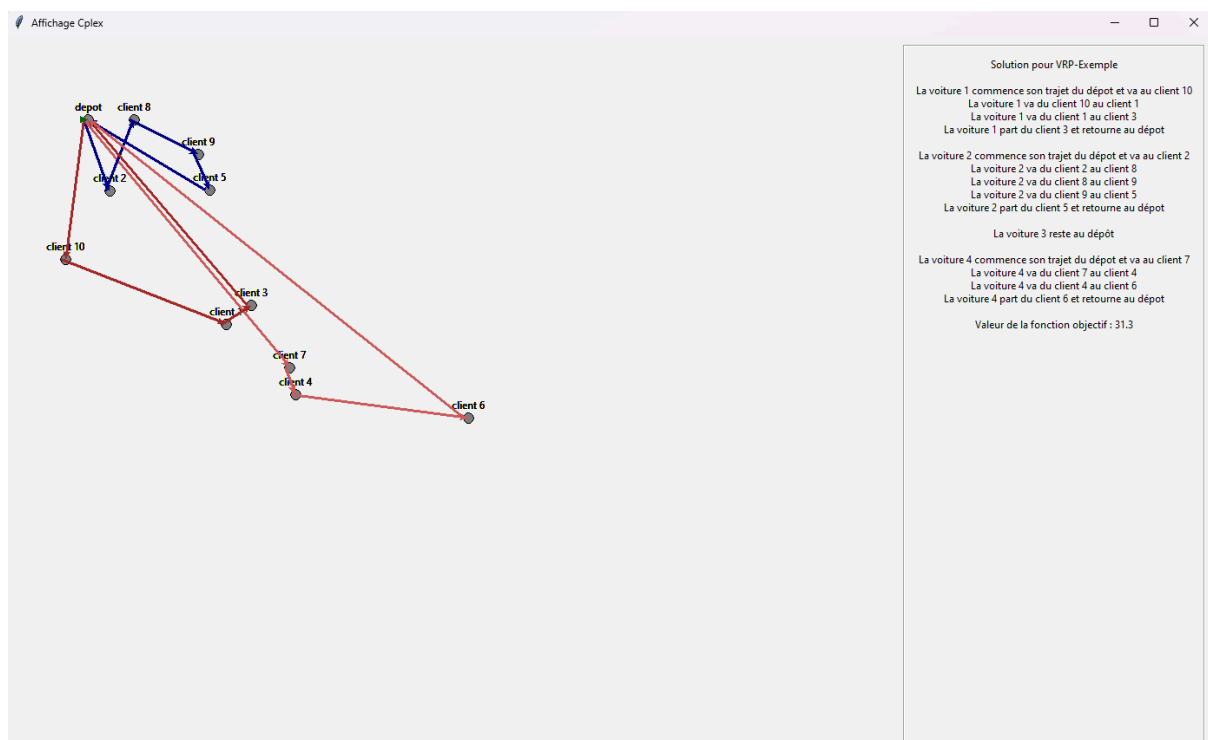 Affichage Cplex
depot
client 8
client 9
client 2
client 5
client 10
client 3
client
client 7
client 4
client 6
Solution pour VRP-Exemple
La voiture 1 commence son trajet du dépot et va au client 10
La voiture 1 va du client 10 au client 1
La voiture 1 va du client 1 au client 3
La voiture 1 part du client 3 et retourne au dépot
La voiture 2 commence son trajet du dépot et va au client 2
La voiture 2 va du client 2 au client 8
La voiture 2 va du client 8 au client 9
La voiture 2 va du client 9 au client 5
La voiture 2 part du client 5 et retourne au dépot
La voiture 3 reste au dépôt
La voiture 4 commence son trajet du dépot et va au client 7
La voiture 4 va du client 7 au client 4
La voiture 4 va du client 4 au client 6
La voiture 4 part du client 6 et retourne au dépot
Valeur de la fonction objectif : 31.3